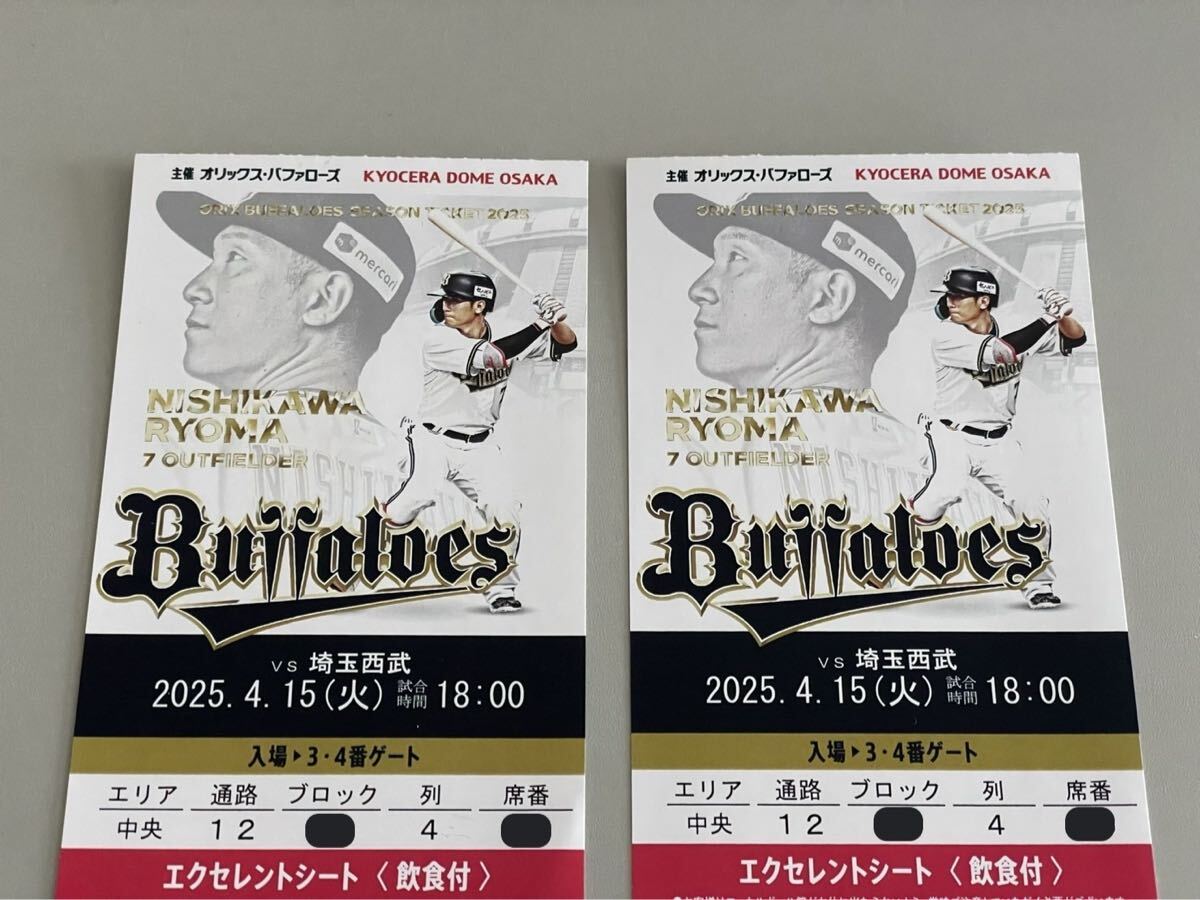 主催 オリックス・バファローズ KYOCERA DOME OSAKA
ORIX BUFFALOES SEASON TICKET 2025
mercari
NISHIKAWA
RYOMA
7 OUTFIELDER
Buffaloes
vs 埼玉西武
2025. 4. 15(火) 試合時間 18:00
入場▶3・4番ゲート
エリア 通路 ブロック 列 席番
中央 12 4
エクセレントシート〈飲食付〉
主催 オリックス・バファローズ KYOCERA DOME OSAKA
ORIX BUFFALOES SEASON TICKET 2025
mercari
NISHIKAWA
RYOMA
7 OUTFIELDER
Buffaloes
vs 埼玉西武
2025. 4. 15(火) 試合時間 18:00
入場▶3・4番ゲート
エリア 通路 ブロック 列 席番
中央 12 4
エクセレントシート〈飲食付〉